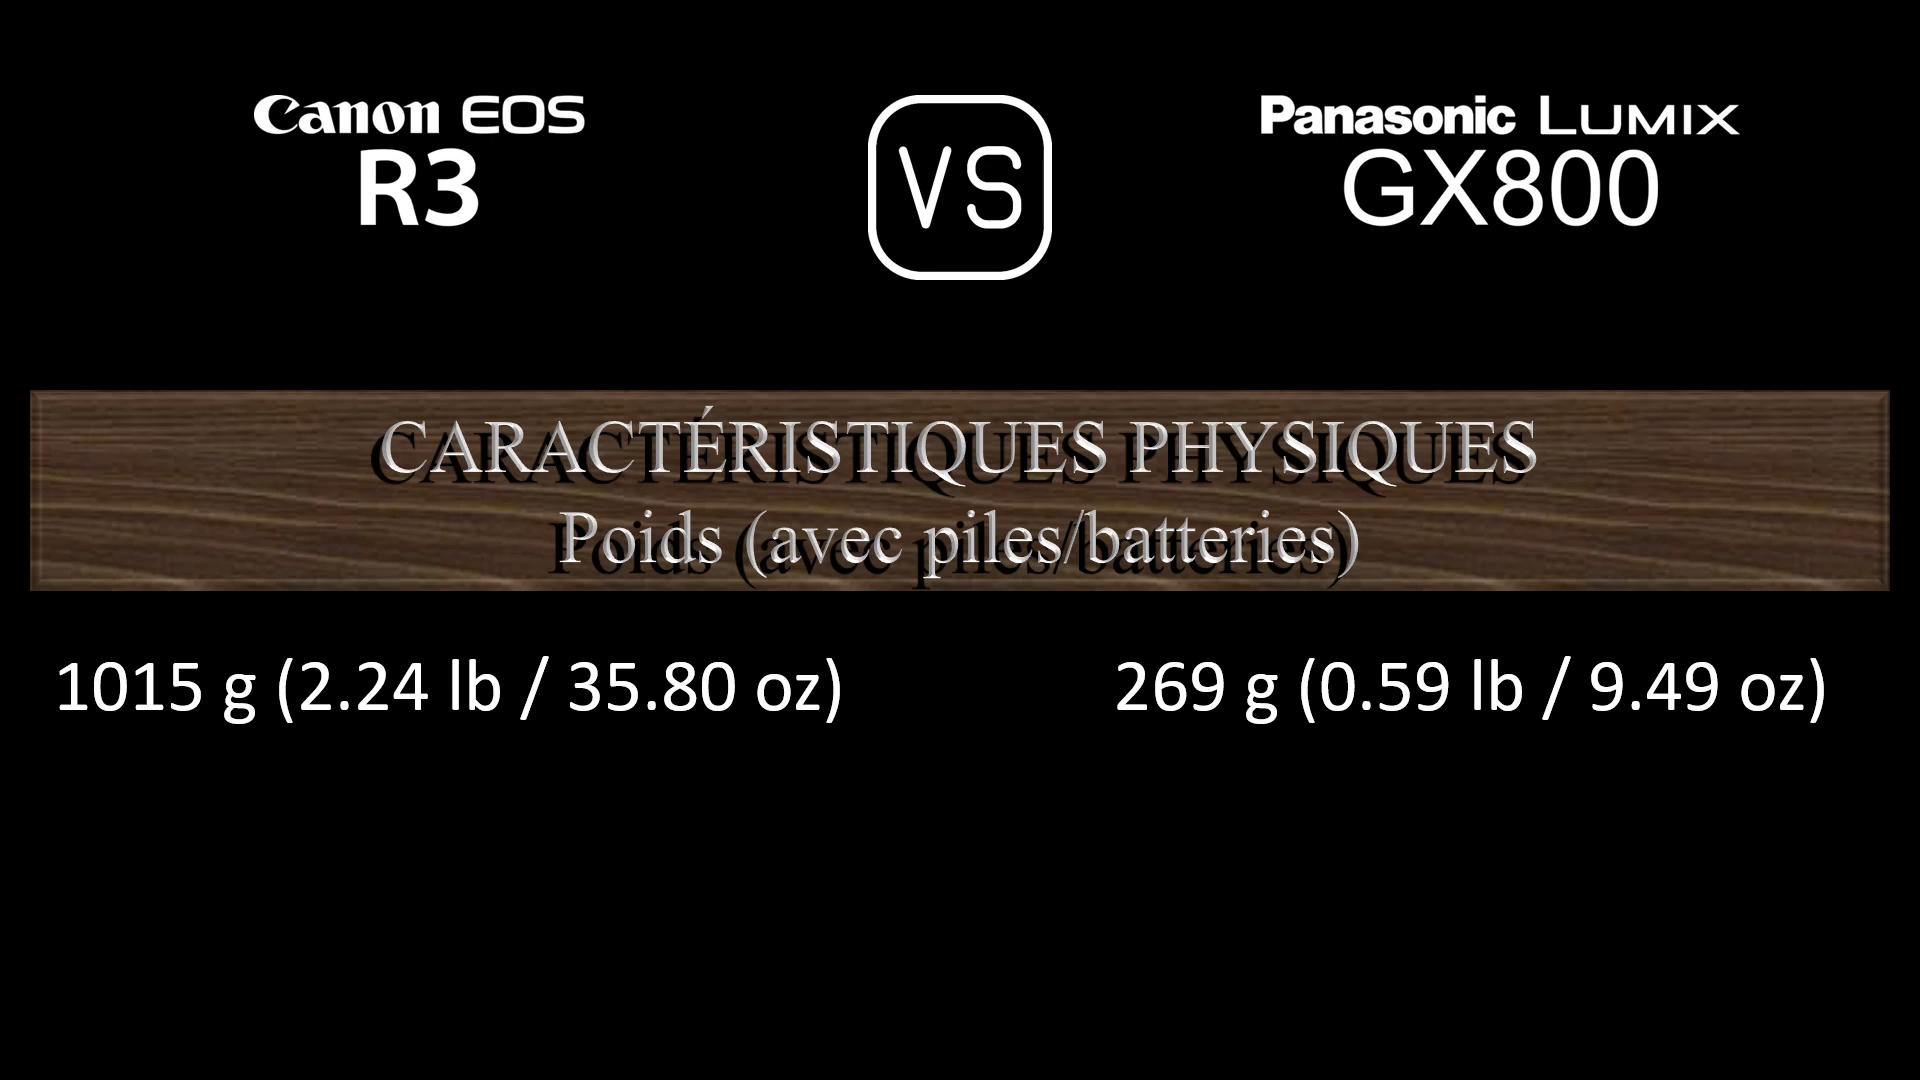 Canon EOS
R3
VS
Panasonic LUMIX
GX800
CARACTÉRISTIQUES PHYSIQUES
Poids (avec piles/batteries)
1015 g (2.24 lb / 35.80 oz)
269 g (0.59 lb / 9.49 oz)